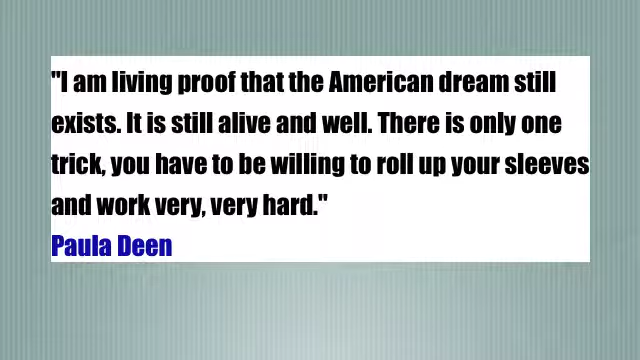 "I am living proof that the American dream still
exists. It is still alive and well. There is only one
trick, you have to be willing to roll up your sleeves
and work very, very hard."
Paula Deen